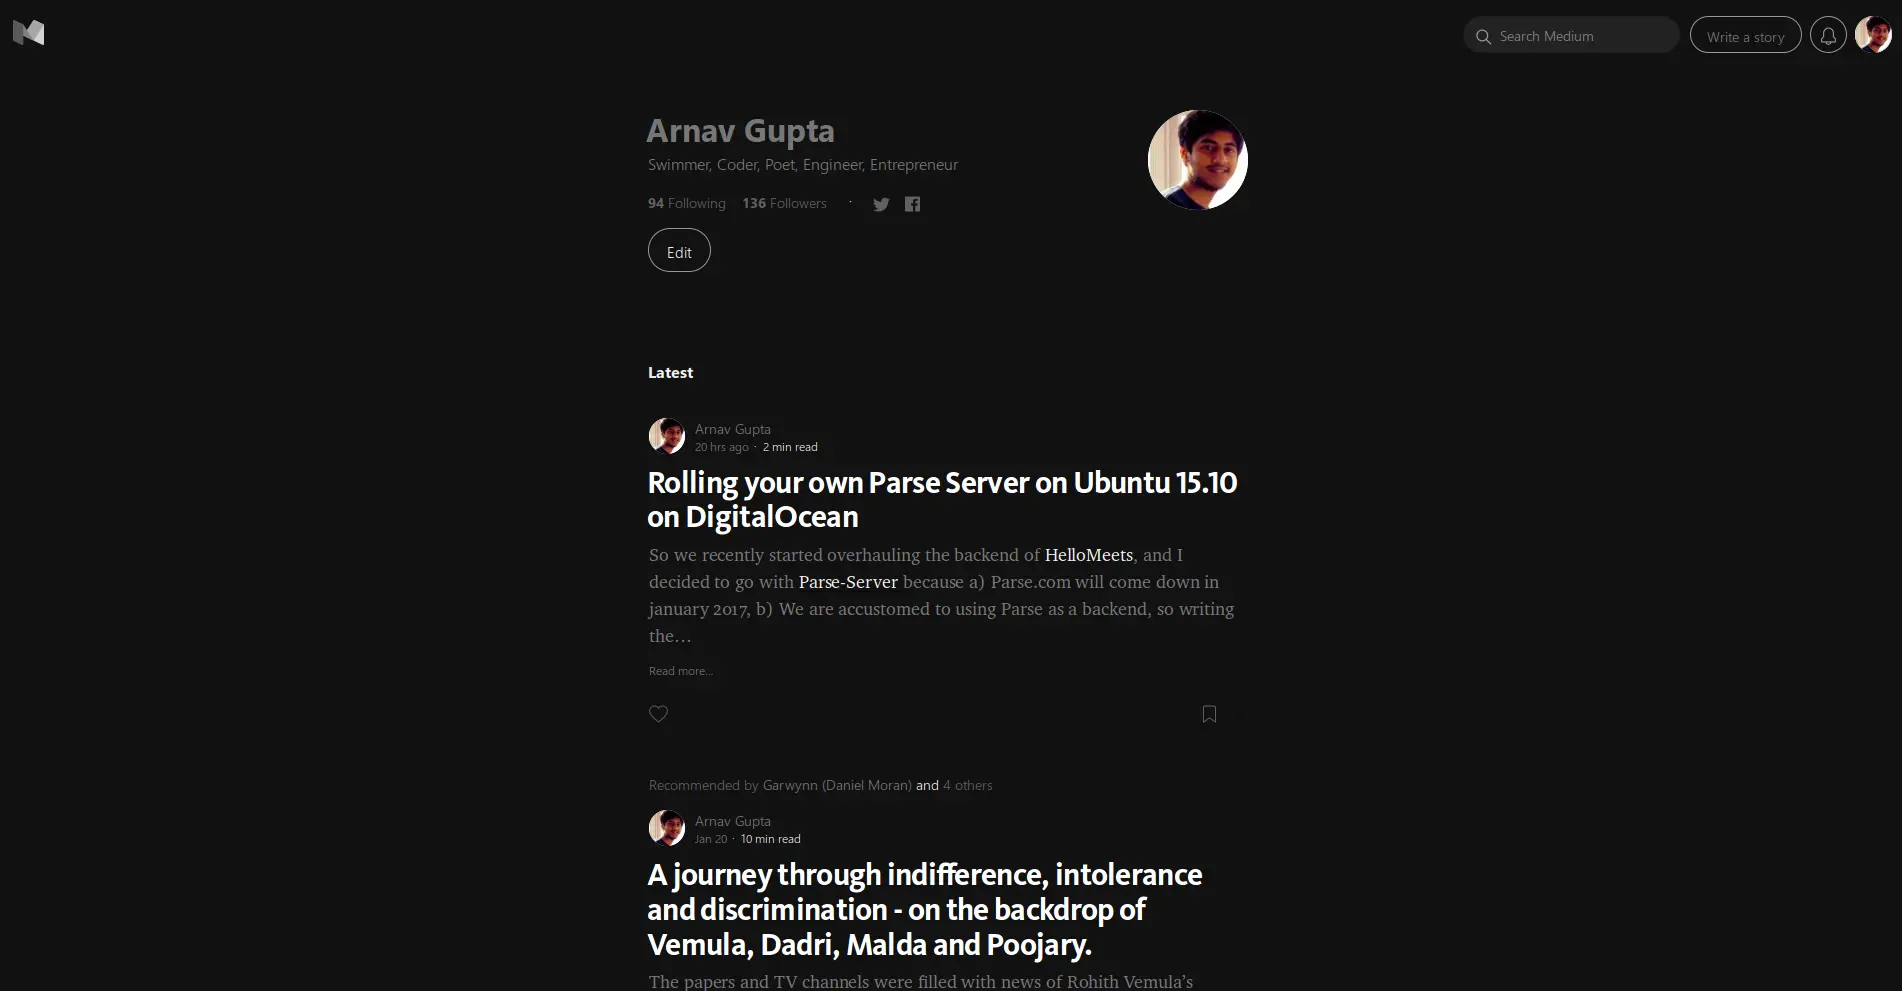 Search Medium
Write a story
Arnav Gupta
Swimmer, Coder, Poet, Engineer, Entrepreneur
94 Following 136 Followers ·
Edit
Latest
Arnav Gupta
20 hrs ago · 2 min read
Rolling your own Parse Server on Ubuntu 15.10
on DigitalOcean
So we recently started overhauling the backend of HelloMeets, and I
decided to go with Parse-Server because a) Parse.com will come down in
january 2017, b) We are accustomed to using Parse as a backend, so writing
the…
Read more…
Recommended by Garwynn (Daniel Moran) and 4 others
Arnav Gupta
Jan 20 · 10 min read
A journey through indifference, intolerance
and discrimination - on the backdrop of
Vemula, Dadri, Malda and Poojary.
The papers and TV channels were filled with news of Rohith Vemula’s